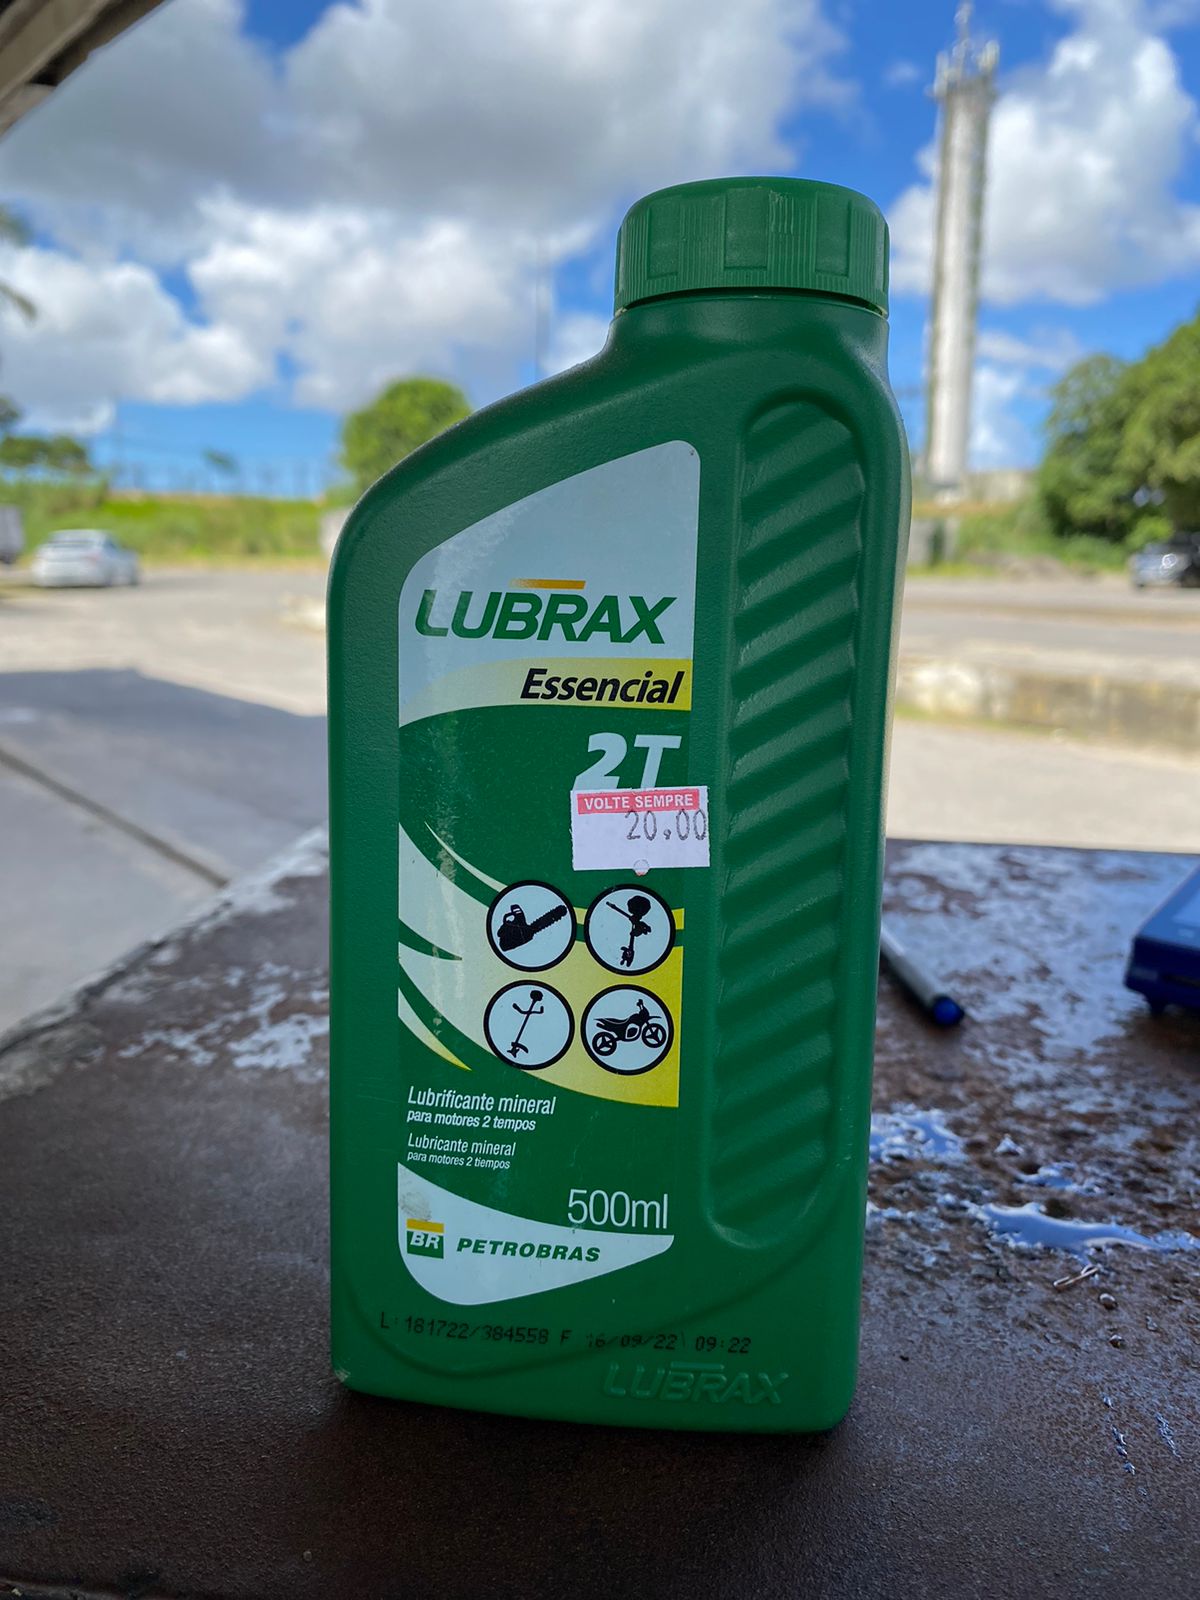 LUBRAX
Essencial
2T
VOLTE SEMPRE
20.00
Lubrificante mineral
para motores 2 tempos
Lubricante mineral
para motores 2 tiempos
500ml
BR PETROBRAS
L:181722/384558 F 16/09/22 09:22
LUBRAX